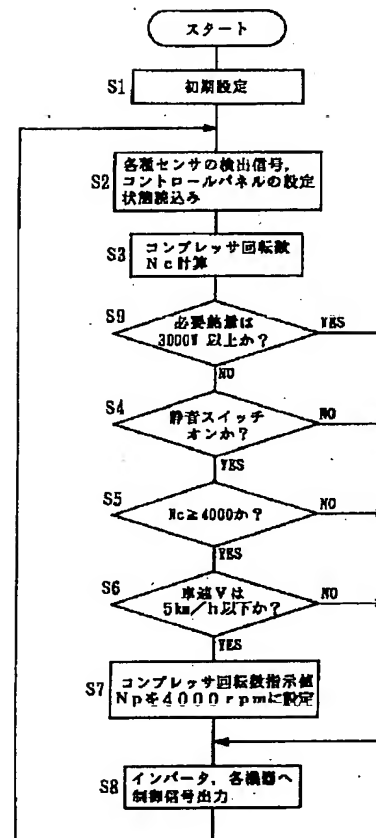 スタート
S1
初期設定
S2
各種センサの検出信号,
コントロールパネルの設定
状態読込み
S3
コンプレッサ回転数
Nc計算
S9
必要熱量は
3000W 以上か?
YES
NO
S4
静音スイッチ
オンか?
NO
YES
S5
Nc≧4000か?
NO
YES
S6
車速Vは
5km/h以下か?
NO
YES
S7
コンプレッサ回転数指示値
Npを4000rpmに設定
S8
インバータ, 各機器へ
制御信号出力